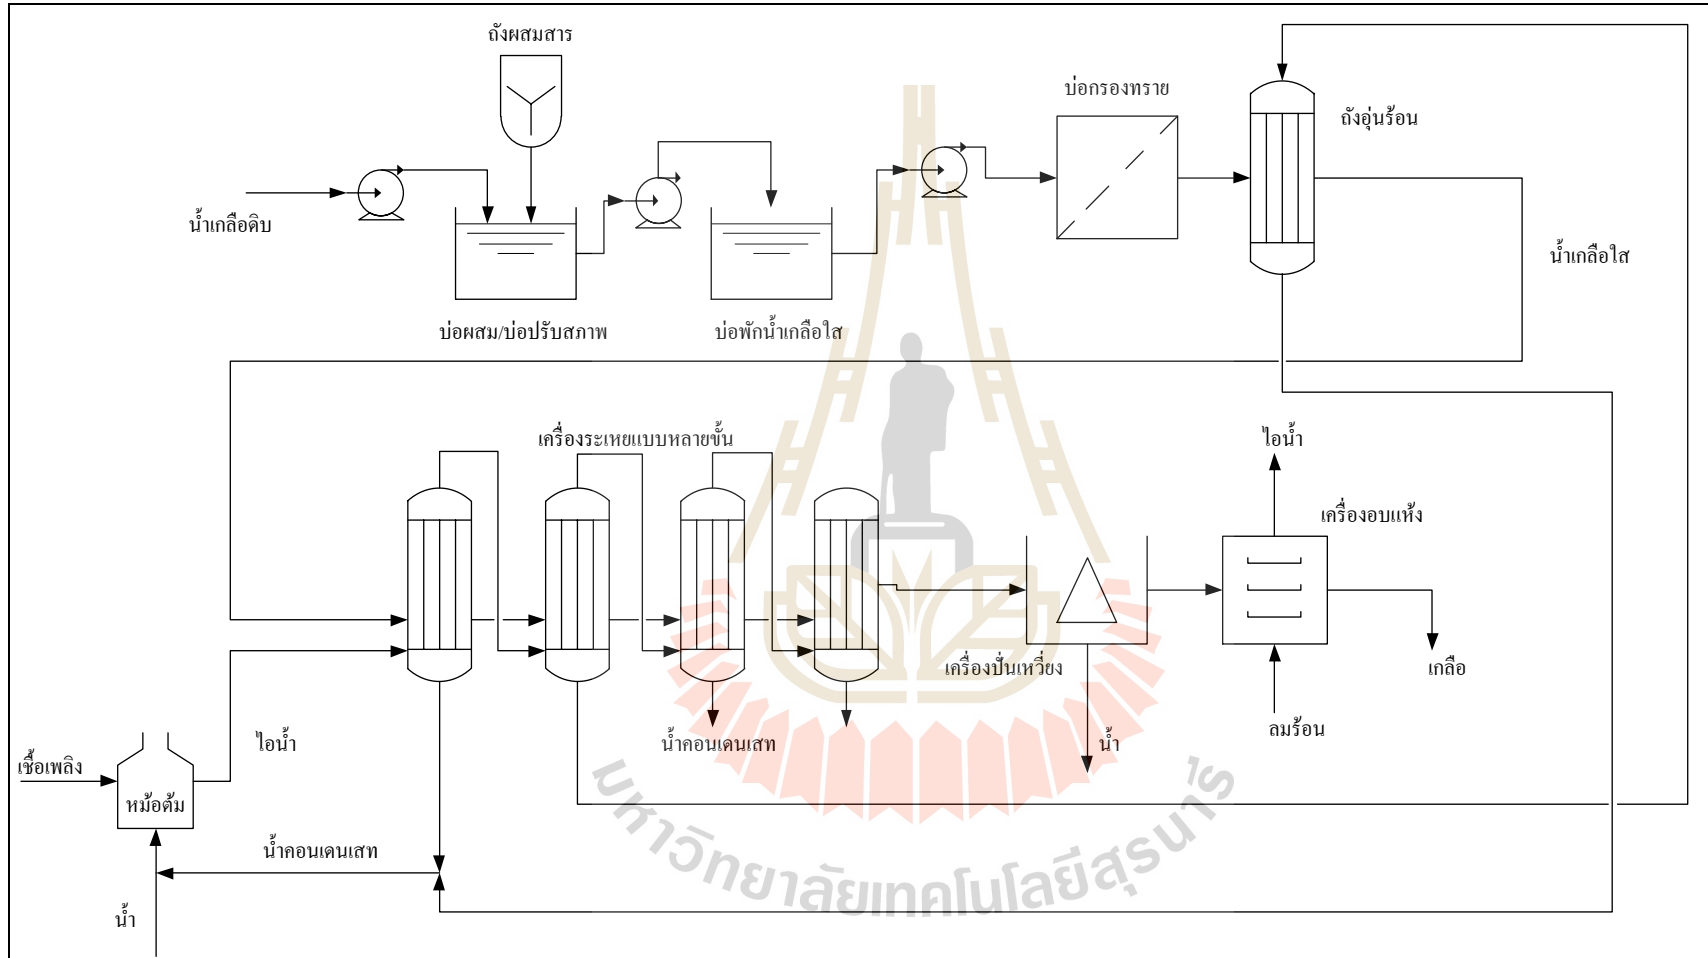 ถังผสมสาร
บ่อกรองทราย
ถังอุ่นร้อน
น้ำเกลือดิบ
น้ำเกลือใส
บ่อผสม/บ่อปรับสภาพ
บ่อพักน้ำเกลือใส
เครื่องระเหยแบบหลายขั้น
ไอน้ำ
เครื่องอบแห้ง
เครื่องปั่นเหวี่ยง
เกลือ
ไอน้ำ
น้ำคอนเดนเสท
น้ำ
ลมร้อน
เชื้อเพลิง
หม้อต้ม
น้ำคอนเดนเสท
น้ำ
มหาวิทยาลัยเทคโนโลยีสุรนารี